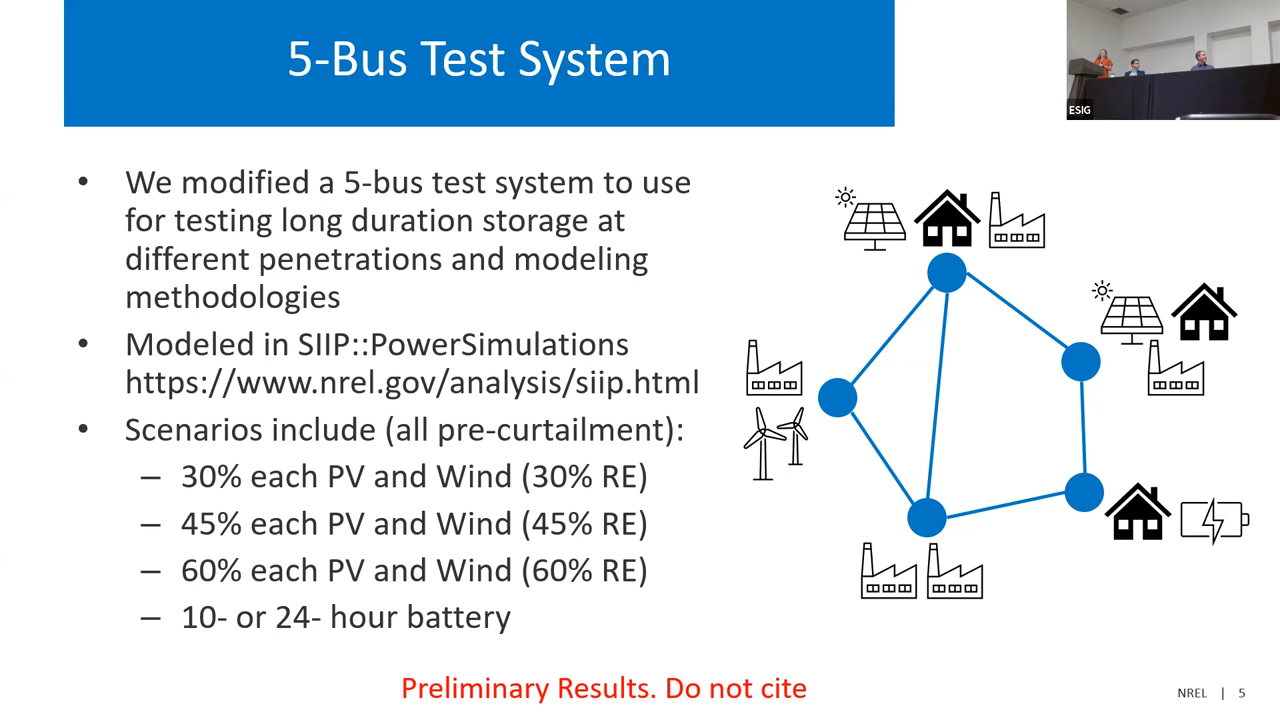 5-Bus Test System
ESIG
• We modified a 5-bus test system to use
for testing long duration storage at
different penetrations and modeling
methodologies
• Modeled in SIIP::PowerSimulations
https://www.nrel.gov/analysis/siip.html
• Scenarios include (all pre-curtailment):
– 30% each PV and Wind (30% RE)
– 45% each PV and Wind (45% RE)
– 60% each PV and Wind (60% RE)
– 10- or 24- hour battery
Preliminary Results. Do not cite
NREL | 5